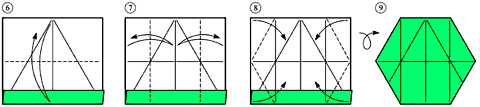 ⑥
⑦
⑧
⑨